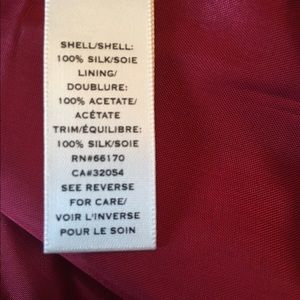 SHELL/SHELL:
100% SILK/SOIE
LINING/
DOUBLURE:
100% ACETATE/
ACÉTATE
TRIM/ÉQUILIBRE:
100% SILK/SOIE
RN#66170
CA#32054
SEE REVERSE
FOR CARE/
VOIR L'INVERSE
POUR LE SOIN